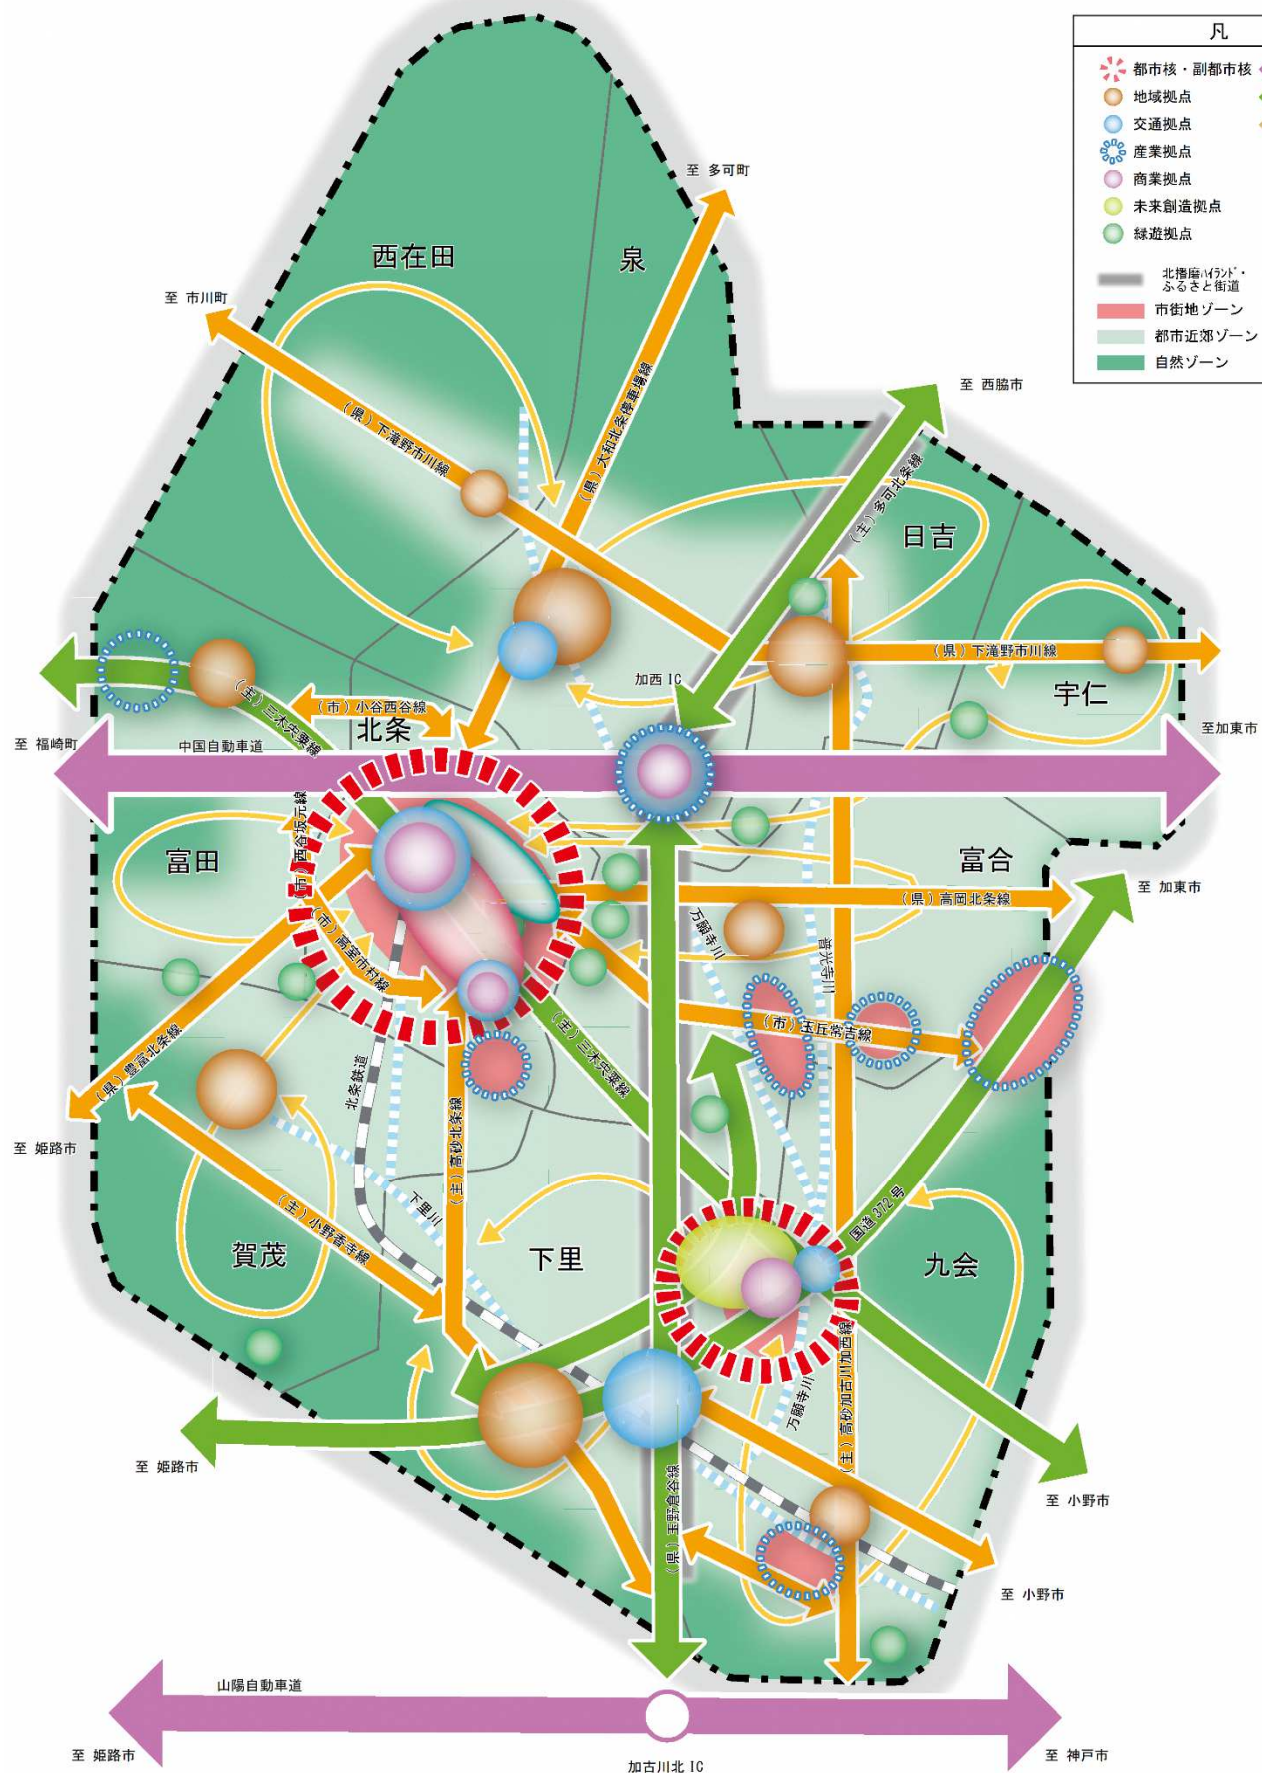 凡
都市核・副都市核
地域拠点
交通拠点
産業拠点
商業拠点
未来創造拠点
緑遊拠点
北播磨ハイランド・
ふるさと街道
市街地ゾーン
都市近郊ゾーン
自然ゾーン
至 多可町
西在田
泉
至 市川町
至 西脇市
(県)大和北条停車場線
(県)下滝野市川線
(主)多可北条線
日吉
(県)下滝野市川線
宇仁
加西 IC
(主)三木宍粟線
(市)小谷西谷線
北条
至 福崎町
中国自動車道
至加東市
(市)西谷坂元線
富田
富合
至 加東市
(県)高岡北条線
(市)高室市村線
万願寺川
普光寺川
(市)玉丘常吉線
(主)三木宍粟線
北条鉄道
(県)豊富北条線
(主)高砂北条線
至 姫路市
下里川
国道372号
(主)小野香寺線
賀茂
下里
九会
万願寺川
(主)高砂加古川加西線
至 姫路市
(県)玉野倉谷線
至 小野市
至 小野市
山陽自動車道
至 姫路市
加古川北 IC
至 神戸市